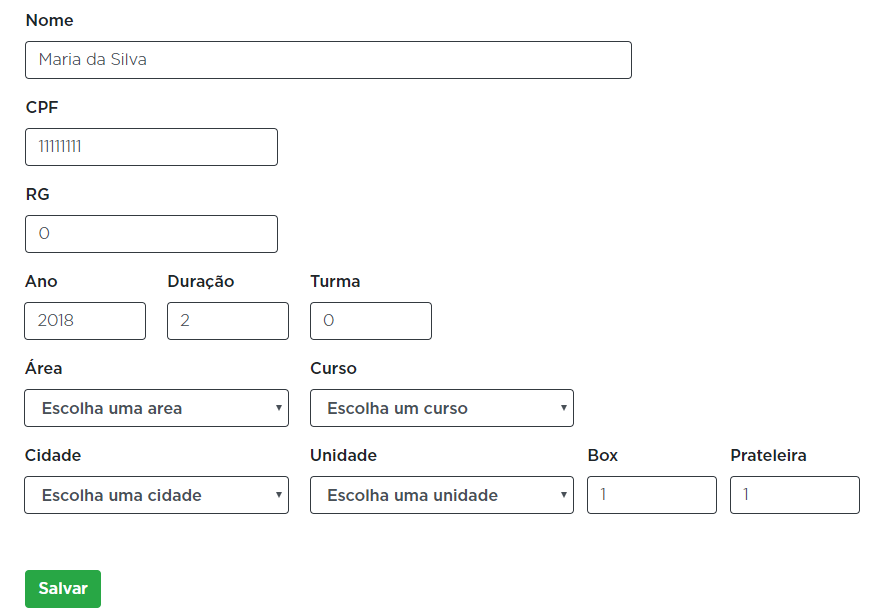 Nome
Maria da Silva
CPF
11111111
RG
0
Ano Duração Turma
2018 2 0
Área Curso
Escolha uma area Escolha um curso
Cidade Unidade Box Prateleira
Escolha uma cidade Escolha uma unidade 1 1
Salvar